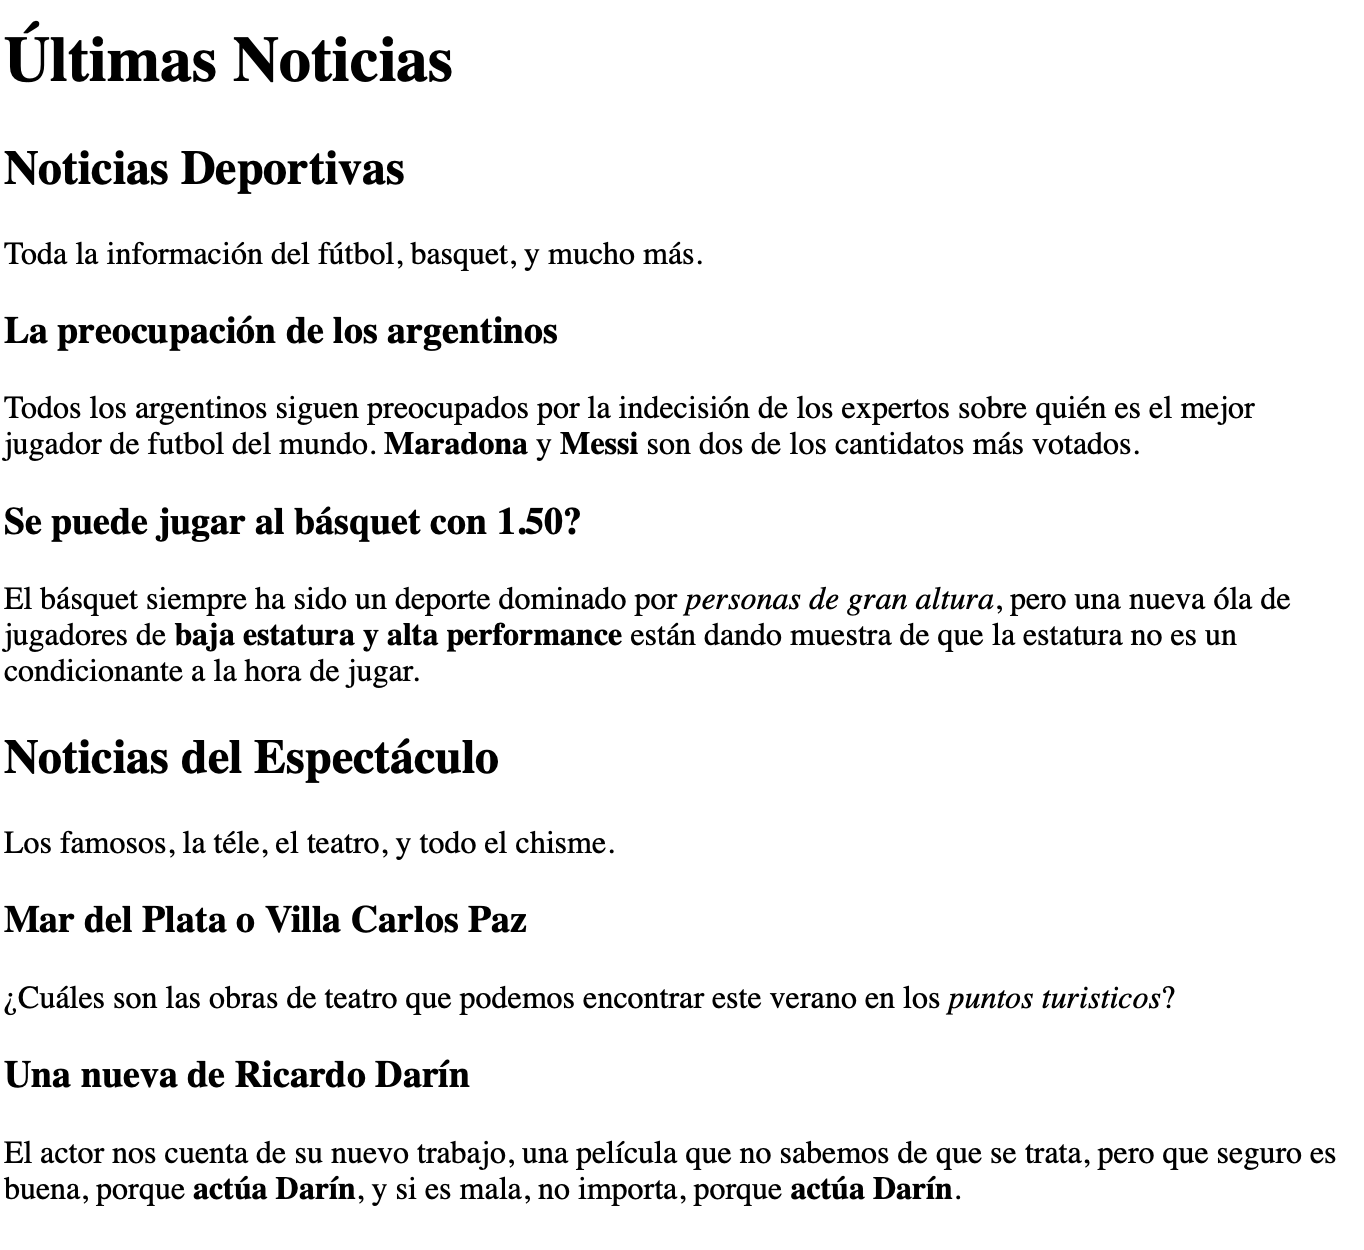 Últimas Noticias
Noticias Deportivas
Toda la información del fútbol, basquet, y mucho más.
La preocupación de los argentinos
Todos los argentinos siguen preocupados por la indecisión de los expertos sobre quién es el mejor
jugador de futbol del mundo. Maradona y Messi son dos de los cantidatos más votados.
Se puede jugar al básquet con 1.50?
El básquet siempre ha sido un deporte dominado por personas de gran altura, pero una nueva óla de
jugadores de baja estatura y alta performance están dando muestra de que la estatura no es un
condicionante a la hora de jugar.
Noticias del Espectáculo
Los famosos, la téle, el teatro, y todo el chisme.
Mar del Plata o Villa Carlos Paz
¿Cuáles son las obras de teatro que podemos encontrar este verano en los puntos turisticos?
Una nueva de Ricardo Darín
El actor nos cuenta de su nuevo trabajo, una película que no sabemos de que se trata, pero que seguro es
buena, porque actúa Darín, y si es mala, no importa, porque actúa Darín.